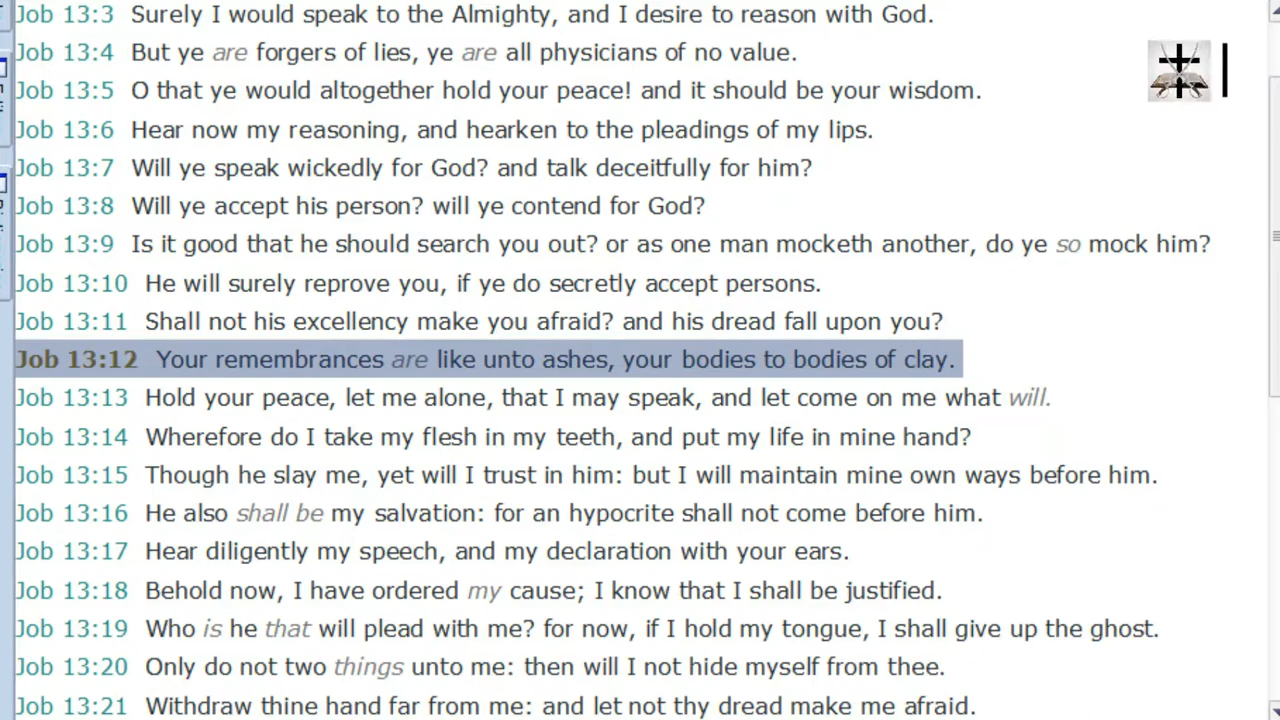 Job 13:3 Surely I would speak to the Almighty, and I desire to reason with God.
Job 13:4 But ye are forgers of lies, ye are all physicians of no value.
Job 13:5 O that ye would altogether hold your peace! and it should be your wisdom.
Job 13:6 Hear now my reasoning, and hearken to the pleadings of my lips.
Job 13:7 Will ye speak wickedly for God? and talk deceitfully for him?
Job 13:8 Will ye accept his person? will ye contend for God?
Job 13:9 Is it good that he should search you out? or as one man mocketh another, do ye so mock him?
Job 13:10 He will surely reprove you, if ye do secretly accept persons.
Job 13:11 Shall not his excellency make you afraid? and his dread fall upon you?
Job 13:12 Your remembrances are like unto ashes, your bodies to bodies of clay.
Job 13:13 Hold your peace, let me alone, that I may speak, and let come on me what will.
Job 13:14 Wherefore do I take my flesh in my teeth, and put my life in mine hand?
Job 13:15 Though he slay me, yet will I trust in him: but I will maintain mine own ways before him.
Job 13:16 He also shall be my salvation: for an hypocrite shall not come before him.
Job 13:17 Hear diligently my speech, and my declaration with your ears.
Job 13:18 Behold now, I have ordered my cause; I know that I shall be justified.
Job 13:19 Who is he that will plead with me? for now, if I hold my tongue, I shall give up the ghost.
Job 13:20 Only do not two things unto me: then will I not hide myself from thee.
Job 13:21 Withdraw thine hand far from me: and let not thy dread make me afraid.